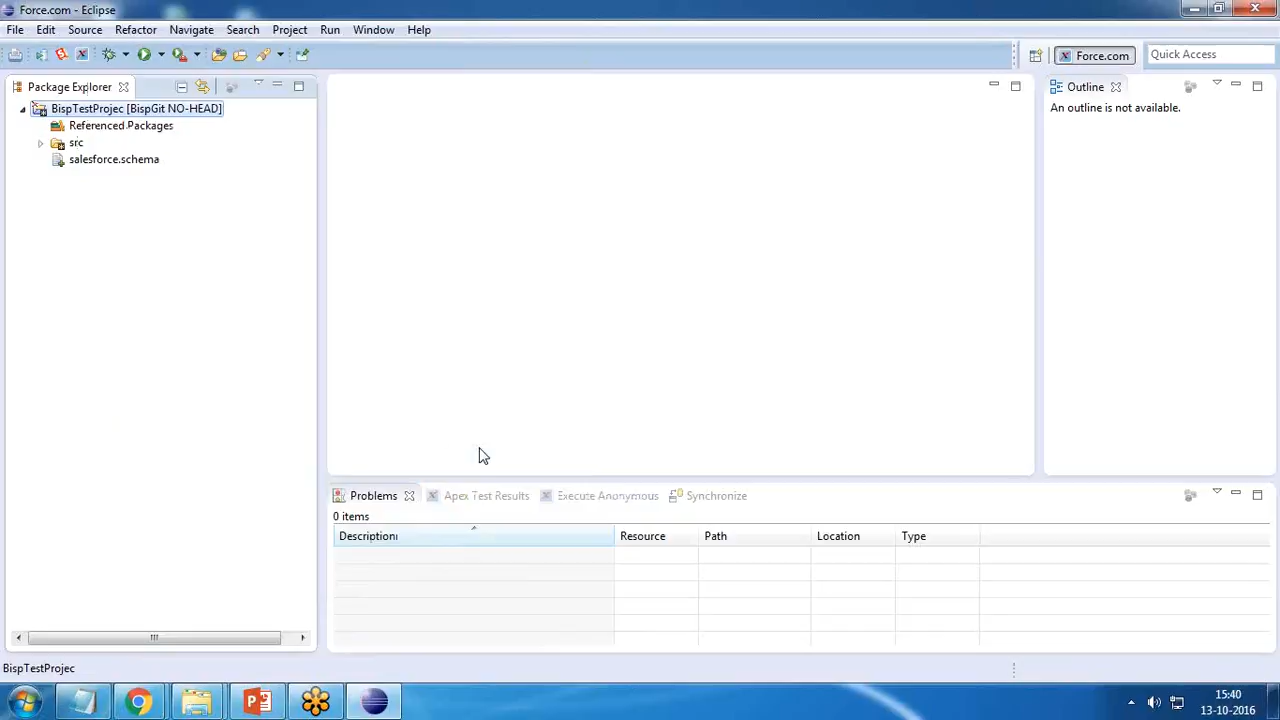 Force.com - Eclipse
File Edit Source Refactor Navigate Search Project Run Window Help
Force.com Quick Access
Package Explorer
BispTestProjec [BispGit NO-HEAD]
Referenced Packages
src
salesforce.schema
Outline
An outline is not available.
Problems Apex Test Results Execute Anonymous Synchronize
0 items
Description Resource Path Location Type
BispTestProjec
15:40
13-10-2016